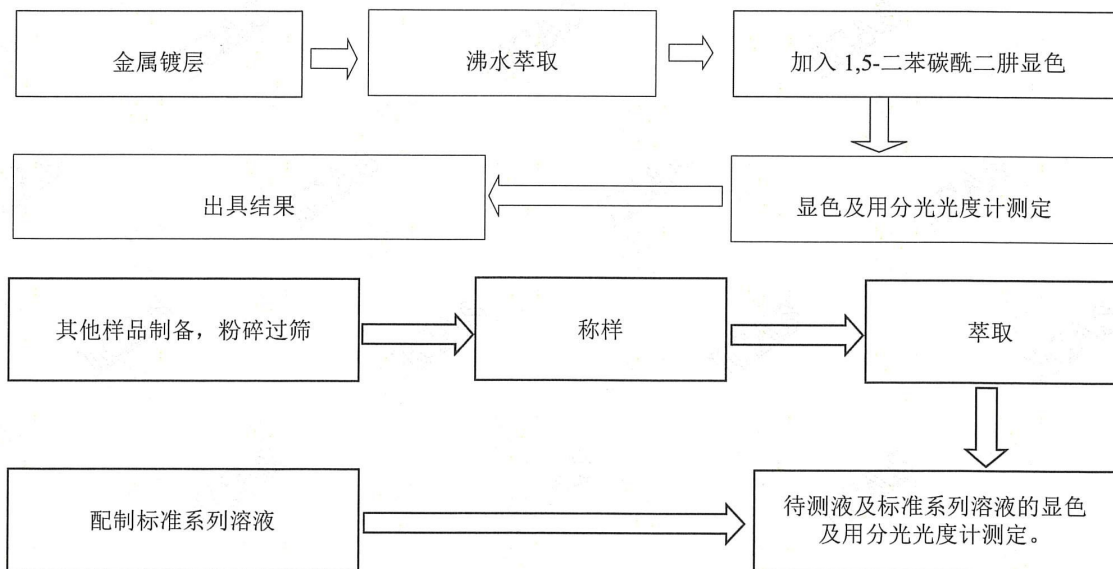 金属镀层
沸水萃取
加入 1,5-二苯碳酰二肼显色
出具结果
显色及用分光光度计测定
其他样品制备，粉碎过筛
称样
萃取
配制标准系列溶液
待测液及标准系列溶液的显色
及用分光光度计测定。